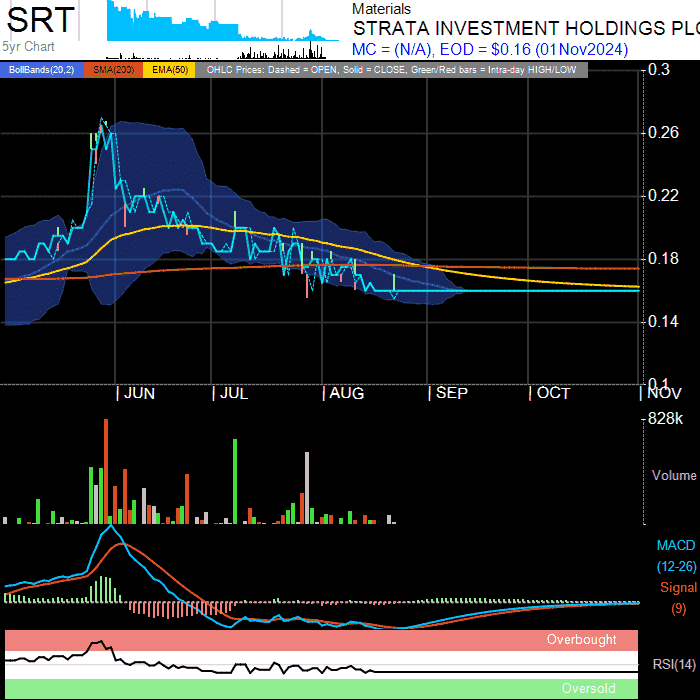 SRT
5yr Chart
Materials
STRATA INVESTMENT HOLDINGS PLC
MC = (N/A), EOD = $0.16 (01Nov2024)
BollBands(20,2) SMA(200) EMA(50) OHLC Prices: Dashed = OPEN, Solid = CLOSE, Green/Red bars = Intra-day HIGH/LOW
0.3
0.26
0.22
0.18
0.14
0.1
JUN JUL AUG SEP OCT NOV
828k
Volume
MACD
(12-26)
Signal
(9)
Overbought
RSI(14)
Oversold